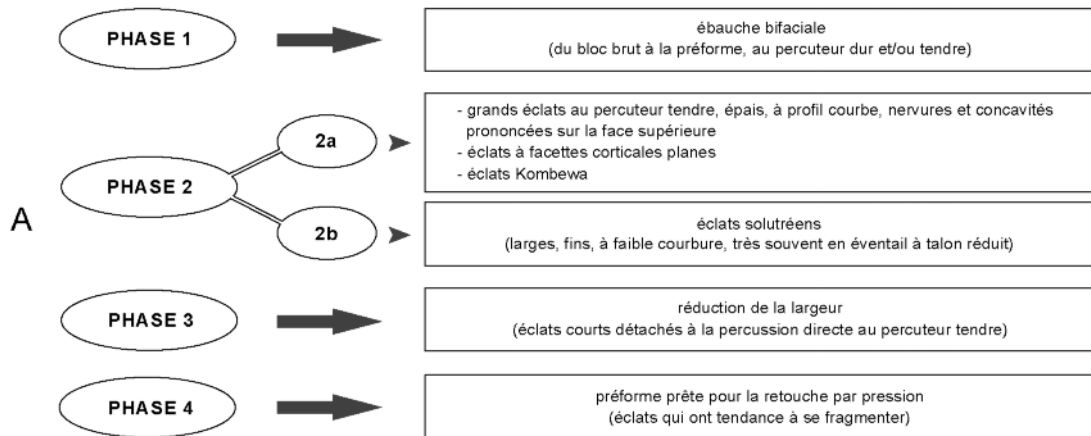 PHASE 1
ébauche bifaciale
(du bloc brut à la préforme, au percuteur dur et/ou tendre)
A
PHASE 2
2a
- grands éclats au percuteur tendre, épais, à profil courbe, nervures et concavités
prononcées sur la face supérieure
- éclats à facettes corticales planes
- éclats Kombewa
2b
éclats solutréens
(larges, fins, à faible courbure, très souvent en éventail à talon réduit)
PHASE 3
réduction de la largeur
(éclats courts détachés à la percussion directe au percuteur tendre)
PHASE 4
préforme prête pour la retouche par pression
(éclats qui ont tendance à se fragmenter)